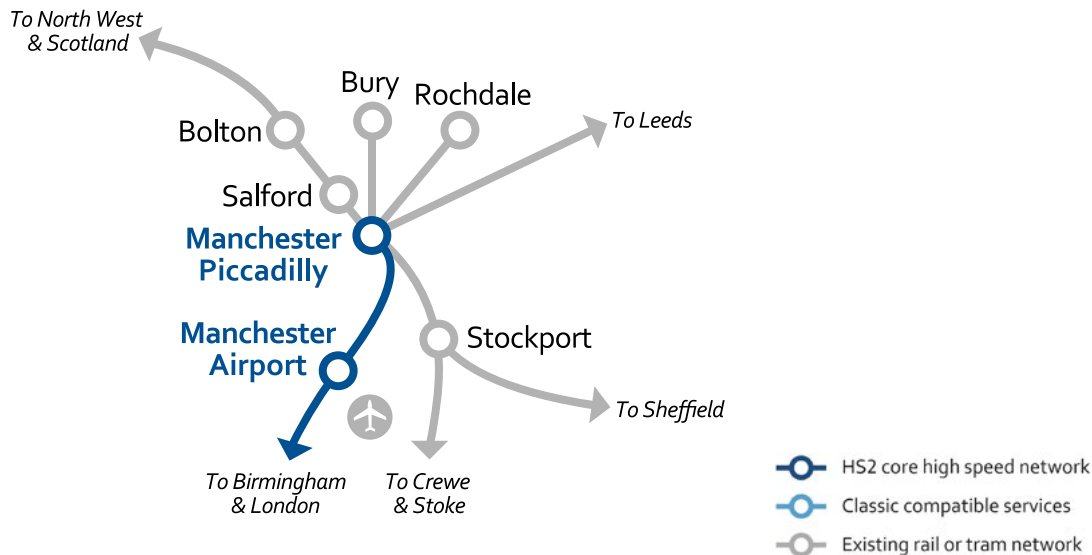 To North West
& Scotland
Bury
Rochdale
To Leeds
Bolton
Salford
Manchester
Piccadilly
Manchester
Airport
Stockport
To Sheffield
To Birmingham
& London
To Crewe
& Stoke
HS2 core high speed network
Classic compatible services
Existing rail or tram network